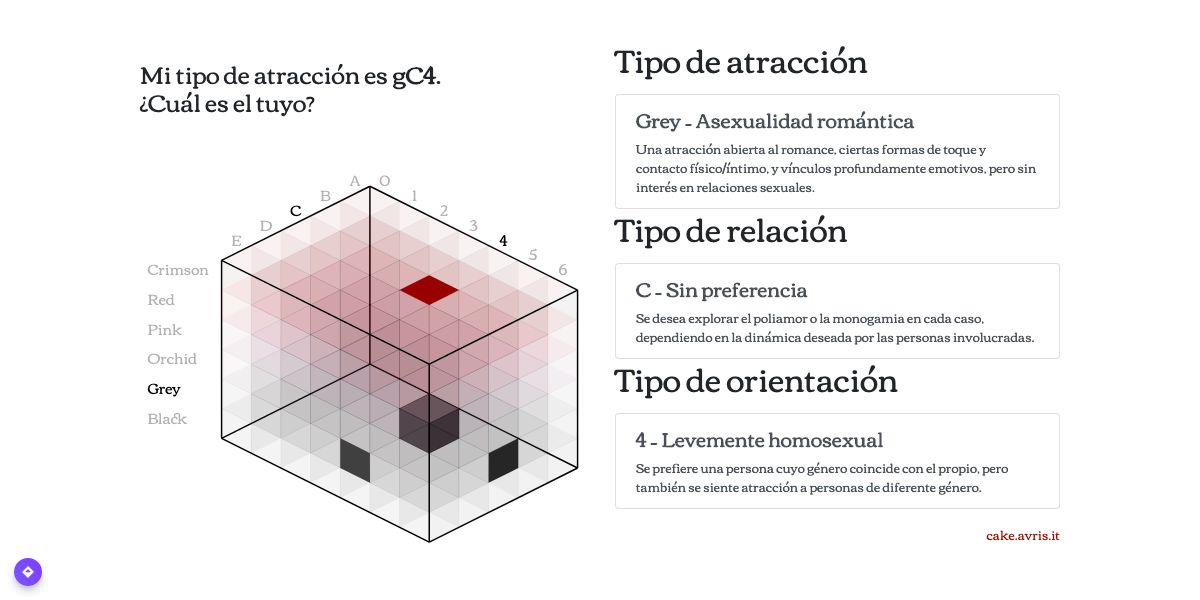 Mi tipo de atracción es gC4.
¿Cuál es el tuyo?
A
O
B
1
C
2
D
3
E
4
5
6
Crimson
Red
Pink
Orchid
Grey
Black
Tipo de atracción
Grey - Asexualidad romántica
Una atracción abierta al romance, ciertas formas de toque y
contacto físico/íntimo, y vínculos profundamente emotivos, pero sin
interés en relaciones sexuales.
Tipo de relación
C - Sin preferencia
Se desea explorar el poliamor o la monogamia en cada caso,
dependiendo en la dinámica deseada por las personas involucradas.
Tipo de orientación
4 - Levemente homosexual
Se prefiere una persona cuyo género coincide con el propio, pero
también se siente atracción a personas de diferente género.
cake.avris.it